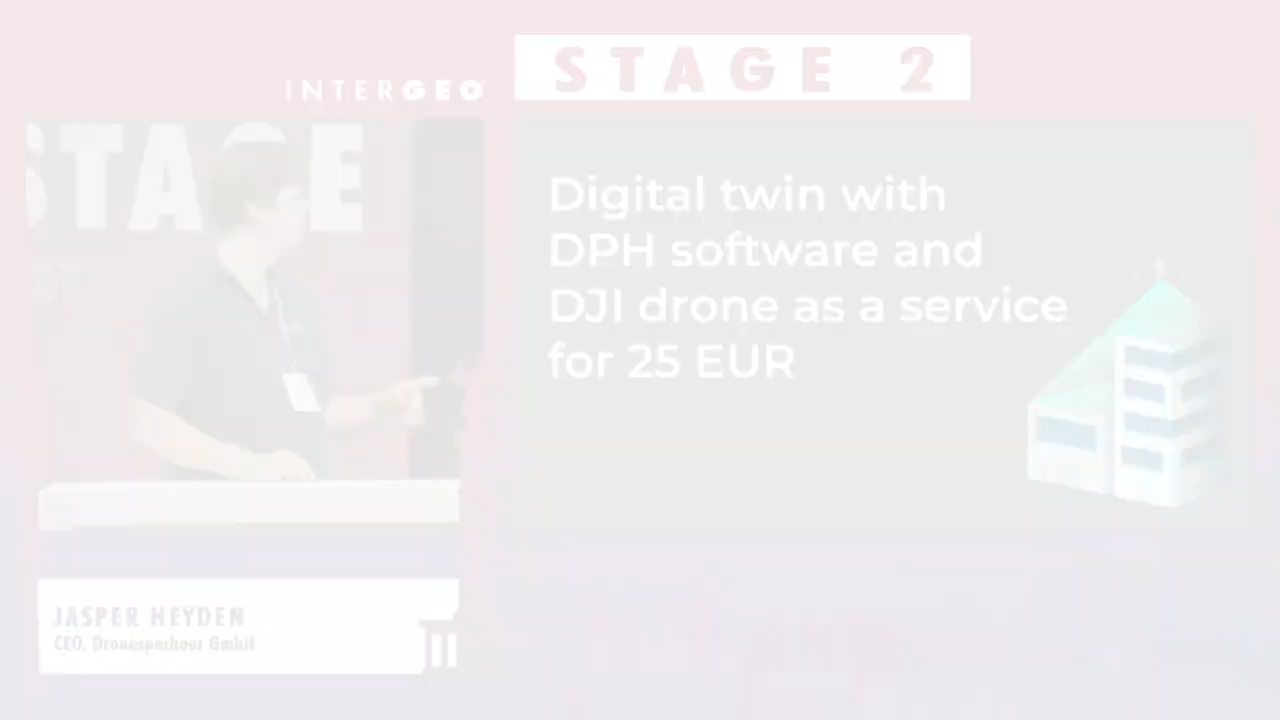 STAGE 2
INTERGEO
STAGE
Digital twin with
DPH software and
DJI drone as a service
for 25 EUR
JASPER HEYDEN
CEO, Dronesperhour GmbH